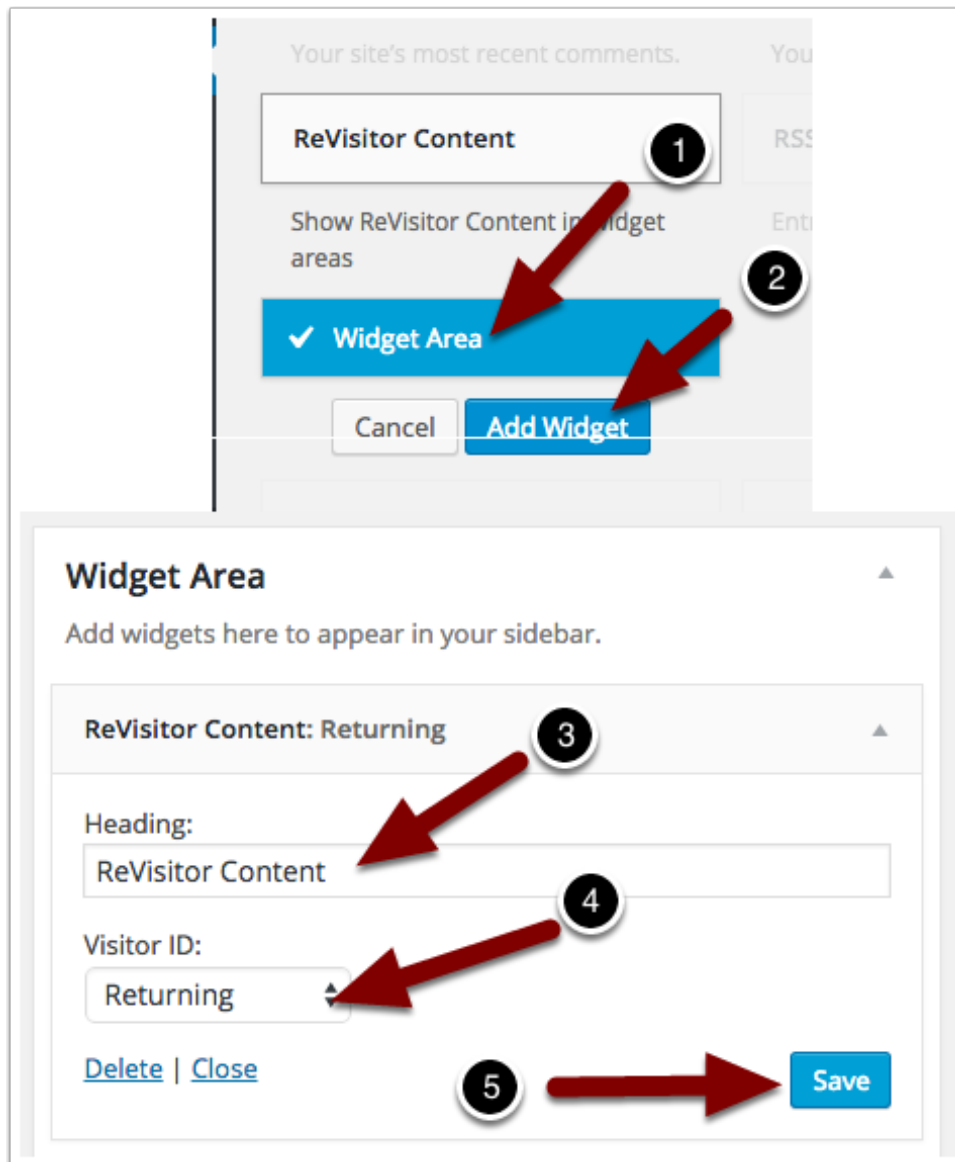 Your site's most recent comments.
You
ReVisitor Content
1
RSS
Show ReVisitor Content in widget
areas
Entr
2
Widget Area
Cancel
Add Widget
Widget Area
Add widgets here to appear in your sidebar.
ReVisitor Content: Returning
3
Heading:
ReVisitor Content
4
Visitor ID:
Returning
Delete | Close
5
Save